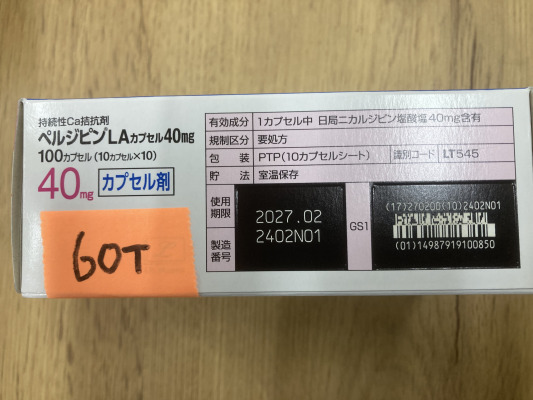 持続性Ca拮抗剤
ペルジピンLAカプセル40mg
100カプセル(10カプセル×10)
40mg カプセル剤
60T
有効成分 1カプセル中 日局ニカルジピン塩酸塩40mg含有
規制区分 要処方
包装 PTP(10カプセルシート) 識別コード LT545
貯法 室温保存
使用期限 2027.02
製造番号 2402N01
GS1
(17)270200(10)2402N01
(01)14987919100850